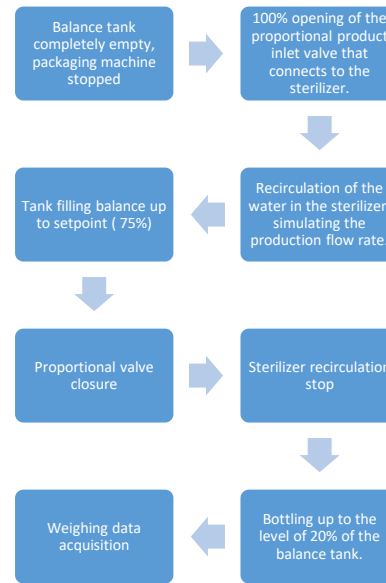 Balance tank
completely empty,
packaging machine
stopped
100% opening of the
proportional product
inlet valve that
connects to the
sterilizer.
Recirculation of the
water in the sterilizer
simulating the
production flow rate.
Tank filling balance up
to setpoint ( 75%)
Proportional valve
closure
Sterilizer recirculation
stop
Bottling up to the
level of 20% of the
balance tank.
Weighing data
acquisition